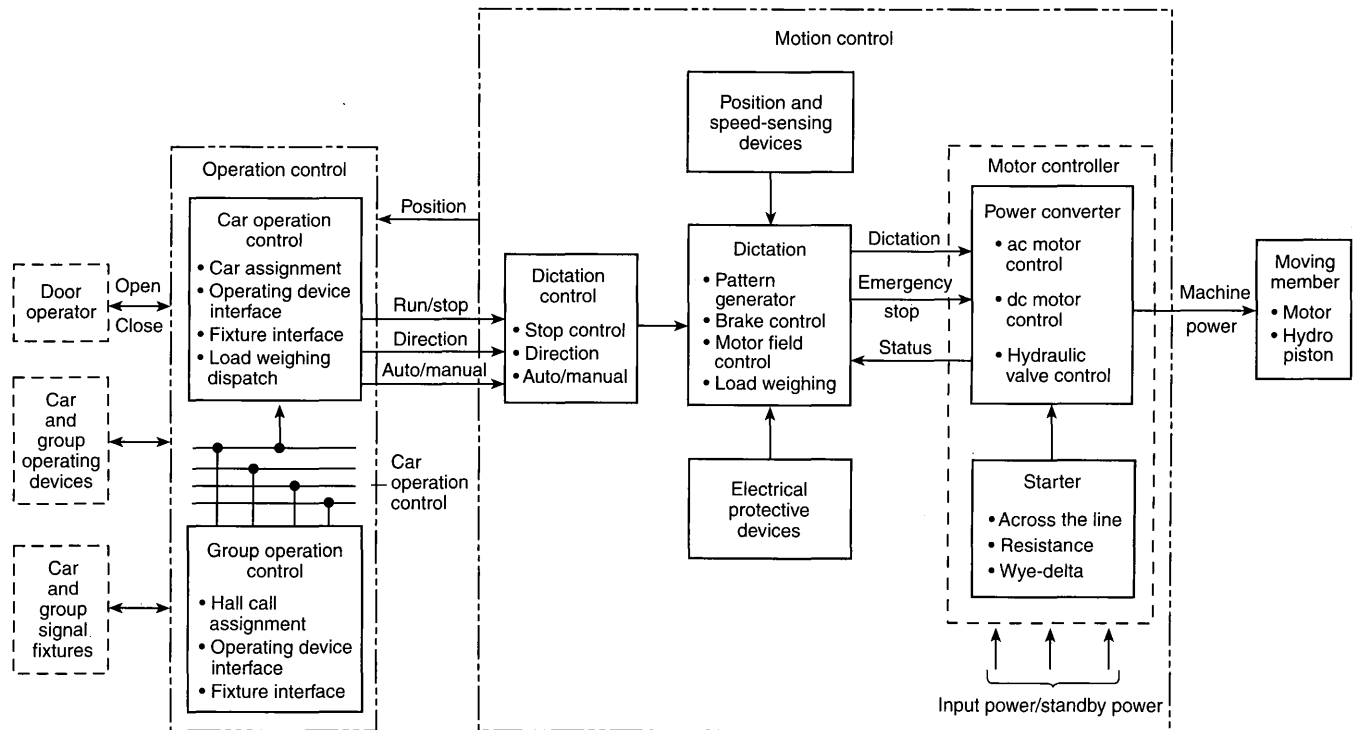 Motion control
Position and
speed-sensing
devices
Operation control
Motor controller
Car operation
control
• Car assignment
• Operating device
interface
• Fixture interface
• Load weighing
dispatch
Position
Run/stop
Direction
Auto/manual
Dictation
control
• Stop control
• Direction
• Auto/manual
Dictation
• Pattern
generator
• Brake control
• Motor field
control
• Load weighing
Dictation
Emergency
stop
Status
Power converter
• ac motor
control
• dc motor
control
• Hydraulic
valve control
Machine
power
Moving
member
• Motor
• Hydro
piston
Door
operator
Open
Close
Car
and
group
operating
devices
Car
operation
control
Electrical
protective
devices
Starter
• Across the line
• Resistance
• Wye-delta
Group operation
control
• Hall call
assignment
• Operating device
interface
• Fixture interface
Car
and
group
signal
fixtures
Input power/standby power